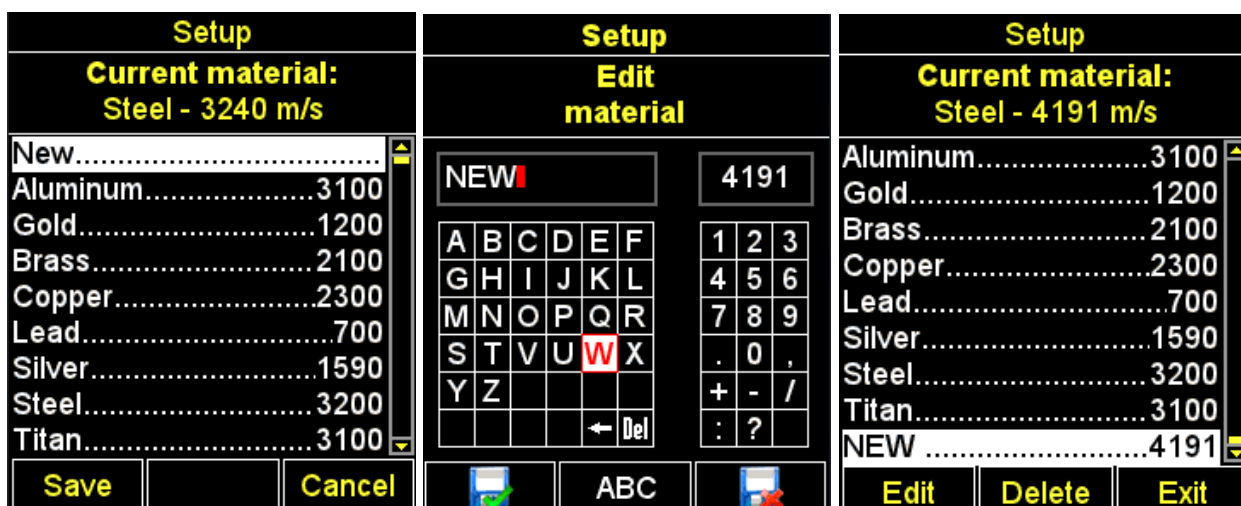 Setup
Current material:
Steel - 3240 m/s
New..................................
Aluminum...................3100
Gold..........................1200
Brass.........................2100
Copper......................2300
Lead...........................700
Silver.........................1590
Steel..........................3200
Titan..........................3100
Save
Cancel
Setup
Edit
material
NEW
4191
A B C D E F
G H I J K L
M N O P Q R
S T V U W X
Y Z
← Del
1 2 3
4 5 6
7 8 9
. 0 ,
+ - /
: ?
ABC
Setup
Current material:
Steel - 4191 m/s
Aluminum...................3100
Gold..........................1200
Brass.........................2100
Copper......................2300
Lead...........................700
Silver.........................1590
Steel..........................3200
Titan..........................3100
NEW .........................4191
Edit
Delete
Exit